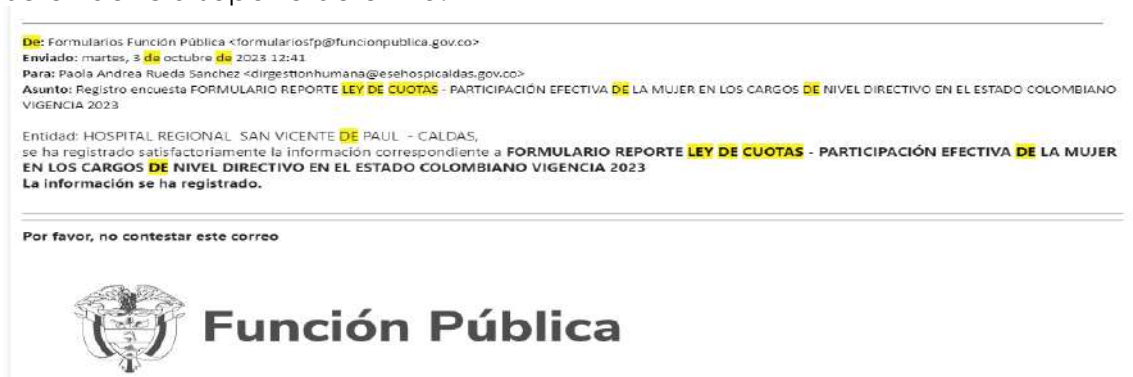 De: Formularios Función Pública <formulariosfp@funcionpublica.gov.co>
Enviado: martes, 3 de octubre de 2023 12:41
Para: Paola Andrea Rueda Sanchez <dirgestionhumana@esehospicaldas.gov.co>
Asunto: Registro encuesta FORMULARIO REPORTE LEY DE CUOTAS - PARTICIPACIÓN EFECTIVA DE LA MUJER EN LOS CARGOS DE NIVEL DIRECTIVO EN EL ESTADO COLOMBIANO
VIGENCIA 2023
Entidad: HOSPITAL REGIONAL SAN VICENTE DE PAUL - CALDAS,
se ha registrado satisfactoriamente la información correspondiente a FORMULARIO REPORTE LEY DE CUOTAS - PARTICIPACIÓN EFECTIVA DE LA MUJER
EN LOS CARGOS DE NIVEL DIRECTIVO EN EL ESTADO COLOMBIANO VIGENCIA 2023
La información se ha registrado.
Por favor, no contestar este correo
Función Pública